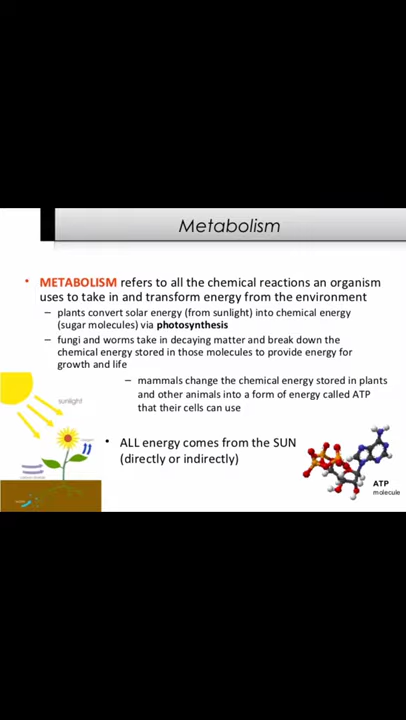 Metabolism
• METABOLISM refers to all the chemical reactions an organism
uses to take in and transform energy from the environment
– plants convert solar energy (from sunlight) into chemical energy
(sugar molecules) via photosynthesis
– fungi and worms take in decaying matter and break down the
chemical energy stored in those molecules to provide energy for
growth and life
– mammals change the chemical energy stored in plants
and other animals into a form of energy called ATP
that their cells can use
sunlight
• ALL energy comes from the SUN
(directly or indirectly)
ATP
molecule